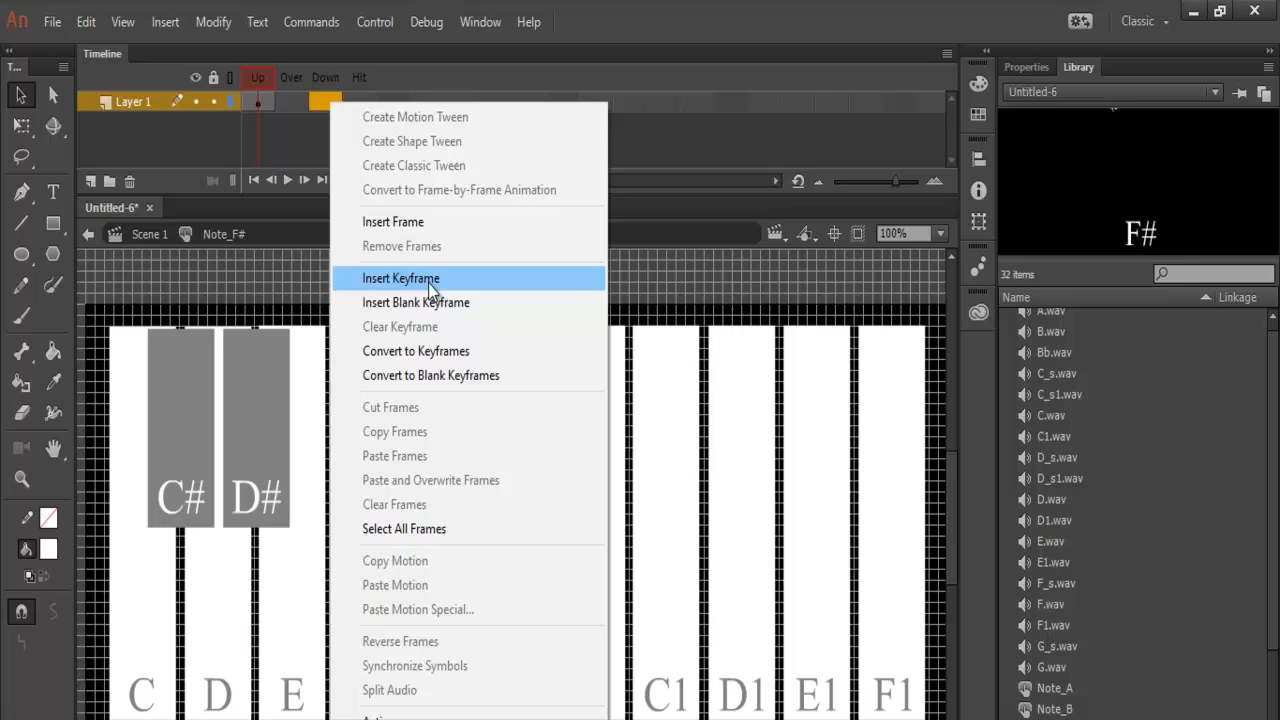 An File Edit View Insert Modify Text Commands Control Debug Window Help Classic
T... Timeline Properties Library
Up Over Down Hit
Untitled-6
Layer 1
Create Motion Tween
Create Shape Tween
Create Classic Tween
Convert to Frame-by-Frame Animation
Untitled-6* ×
Insert Frame
Scene 1 Note_F# 100%
F#
Remove Frames
32 items
Insert Keyframe
Name Linkage
Insert Blank Keyframe
Clear Keyframe
Convert to Keyframes
Convert to Blank Keyframes
Cut Frames
Copy Frames
Paste Frames
Paste and Overwrite Frames
Clear Frames
Select All Frames
Copy Motion
Paste Motion
Paste Motion Special...
Reverse Frames
Synchronize Symbols
Split Audio
C# D#
C D E C1 D1 E1 F1
A.wav
B.wav
Bb.wav
C_s.wav
C_s1.wav
C.wav
C1.wav
D_s.wav
D_s1.wav
D.wav
D1.wav
E.wav
E1.wav
F_s.wav
F.wav
F1.wav
G_s.wav
G.wav
Note_A
Note_B